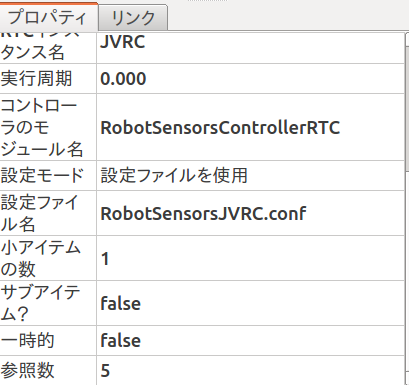 プロパティ リンク
RTCインス
タンス名 JVRC
実行周期 0.000
コントロー
ラのモ
ジュール名 RobotSensorsControllerRTC
設定モード 設定ファイルを使用
設定ファイ
ル名 RobotSensorsJVRC.conf
小アイテム
の数 1
サブアイテ
ム? false
一時的 false
参照数 5